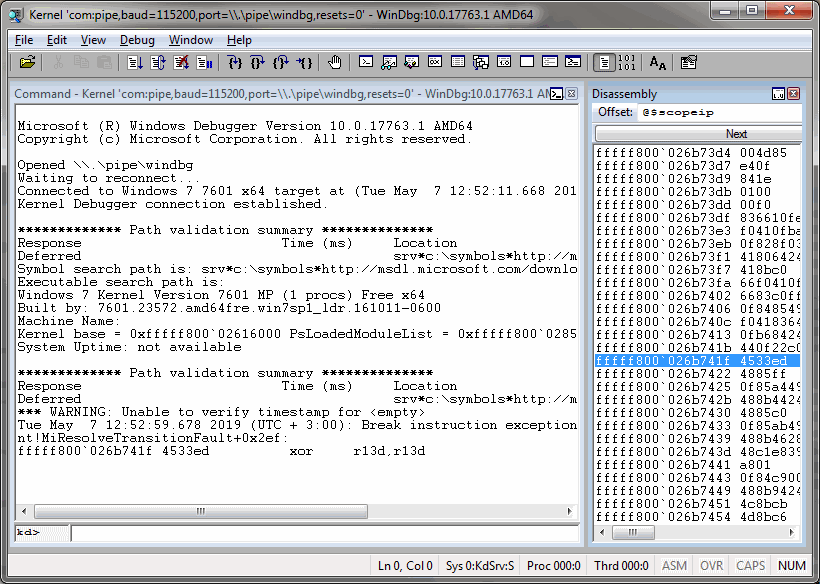 Kernel 'com:pipe,baud=115200,port=\\.\pipe\windbg,resets=0' - WinDbg:10.0.17763.1 AMD64
File Edit View Debug Window Help
Command - Kernel 'com:pipe,baud=115200,port=\\.\pipe\windbg,resets=0' - WinDbg:10.0.17763.1 AM
Microsoft (R) Windows Debugger Version 10.0.17763.1 AMD64
Copyright (c) Microsoft Corporation. All rights reserved.
Opened \\.\pipe\windbg
Waiting to reconnect...
Connected to Windows 7 7601 x64 target at (Tue May  7 12:52:11.668 201
Kernel Debugger connection established.
************* Path validation summary **************
Response Time (ms) Location
Deferred srv*c:\symbols*http://m
Symbol search path is: srv*c:\symbols*http://msdl.microsoft.com/downlo
Executable search path is:
Windows 7 Kernel Version 7601 MP (1 procs) Free x64
Built by: 7601.23572.amd64fre.win7sp1_ldr.161011-0600
Machine Name:
Kernel base = 0xfffff800`02616000 PsLoadedModuleList = 0xfffff800`0285
System Uptime: not available
************* Path validation summary **************
Response Time (ms) Location
Deferred srv*c:\symbols*http://m
*** WARNING: Unable to verify timestamp for <empty>
Tue May  7 12:52:59.678 2019 (UTC + 3:00): Break instruction exception
nt!MiResolveTransitionFault+0x2ef:
fffff800`026b741f 4533ed xor r13d,r13d
kd>
Disassembly
Offset: @$scopeip
Next
fffff800`026b73d4 004d85
fffff800`026b73d7 e40f
fffff800`026b73d9 841e
fffff800`026b73db 0100
fffff800`026b73dd 00f0
fffff800`026b73df 836610fe
fffff800`026b73e3 f0410fba
fffff800`026b73eb 0f828f03
fffff800`026b73f1 41806424
fffff800`026b73f7 418bc0
fffff800`026b73fa 66f0410f
fffff800`026b7402 6683c0ff
fffff800`026b7406 0f848549
fffff800`026b740c f0418364
fffff800`026b7413 0fb68424
fffff800`026b741b 440f22c0
fffff800`026b741f 4533ed
fffff800`026b7422 4885ff
fffff800`026b7425 0f85a449
fffff800`026b742b 488b4424
fffff800`026b7430 4885c0
fffff800`026b7433 0f85ab49
fffff800`026b7439 488b4628
fffff800`026b743d 48c1e839
fffff800`026b7441 a801
fffff800`026b7443 0f84c900
fffff800`026b7449 488b9424
fffff800`026b7451 4c8bcb
fffff800`026b7454 4d8bc6
Ln 0, Col 0 Sys 0:KdSrv:S Proc 000:0 Thrd 000:0 ASM OVR CAPS NUM